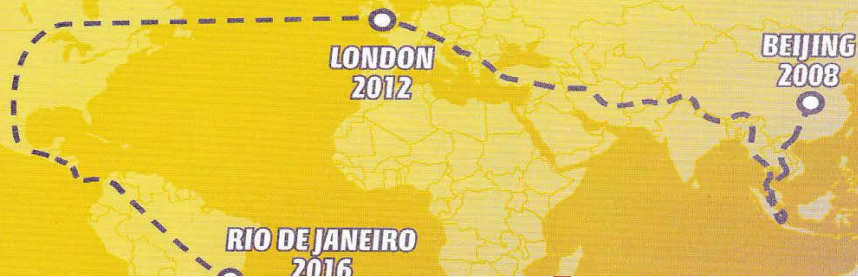 LONDON
2012
BEIJING
2008
RIO DE JANEIRO
2016